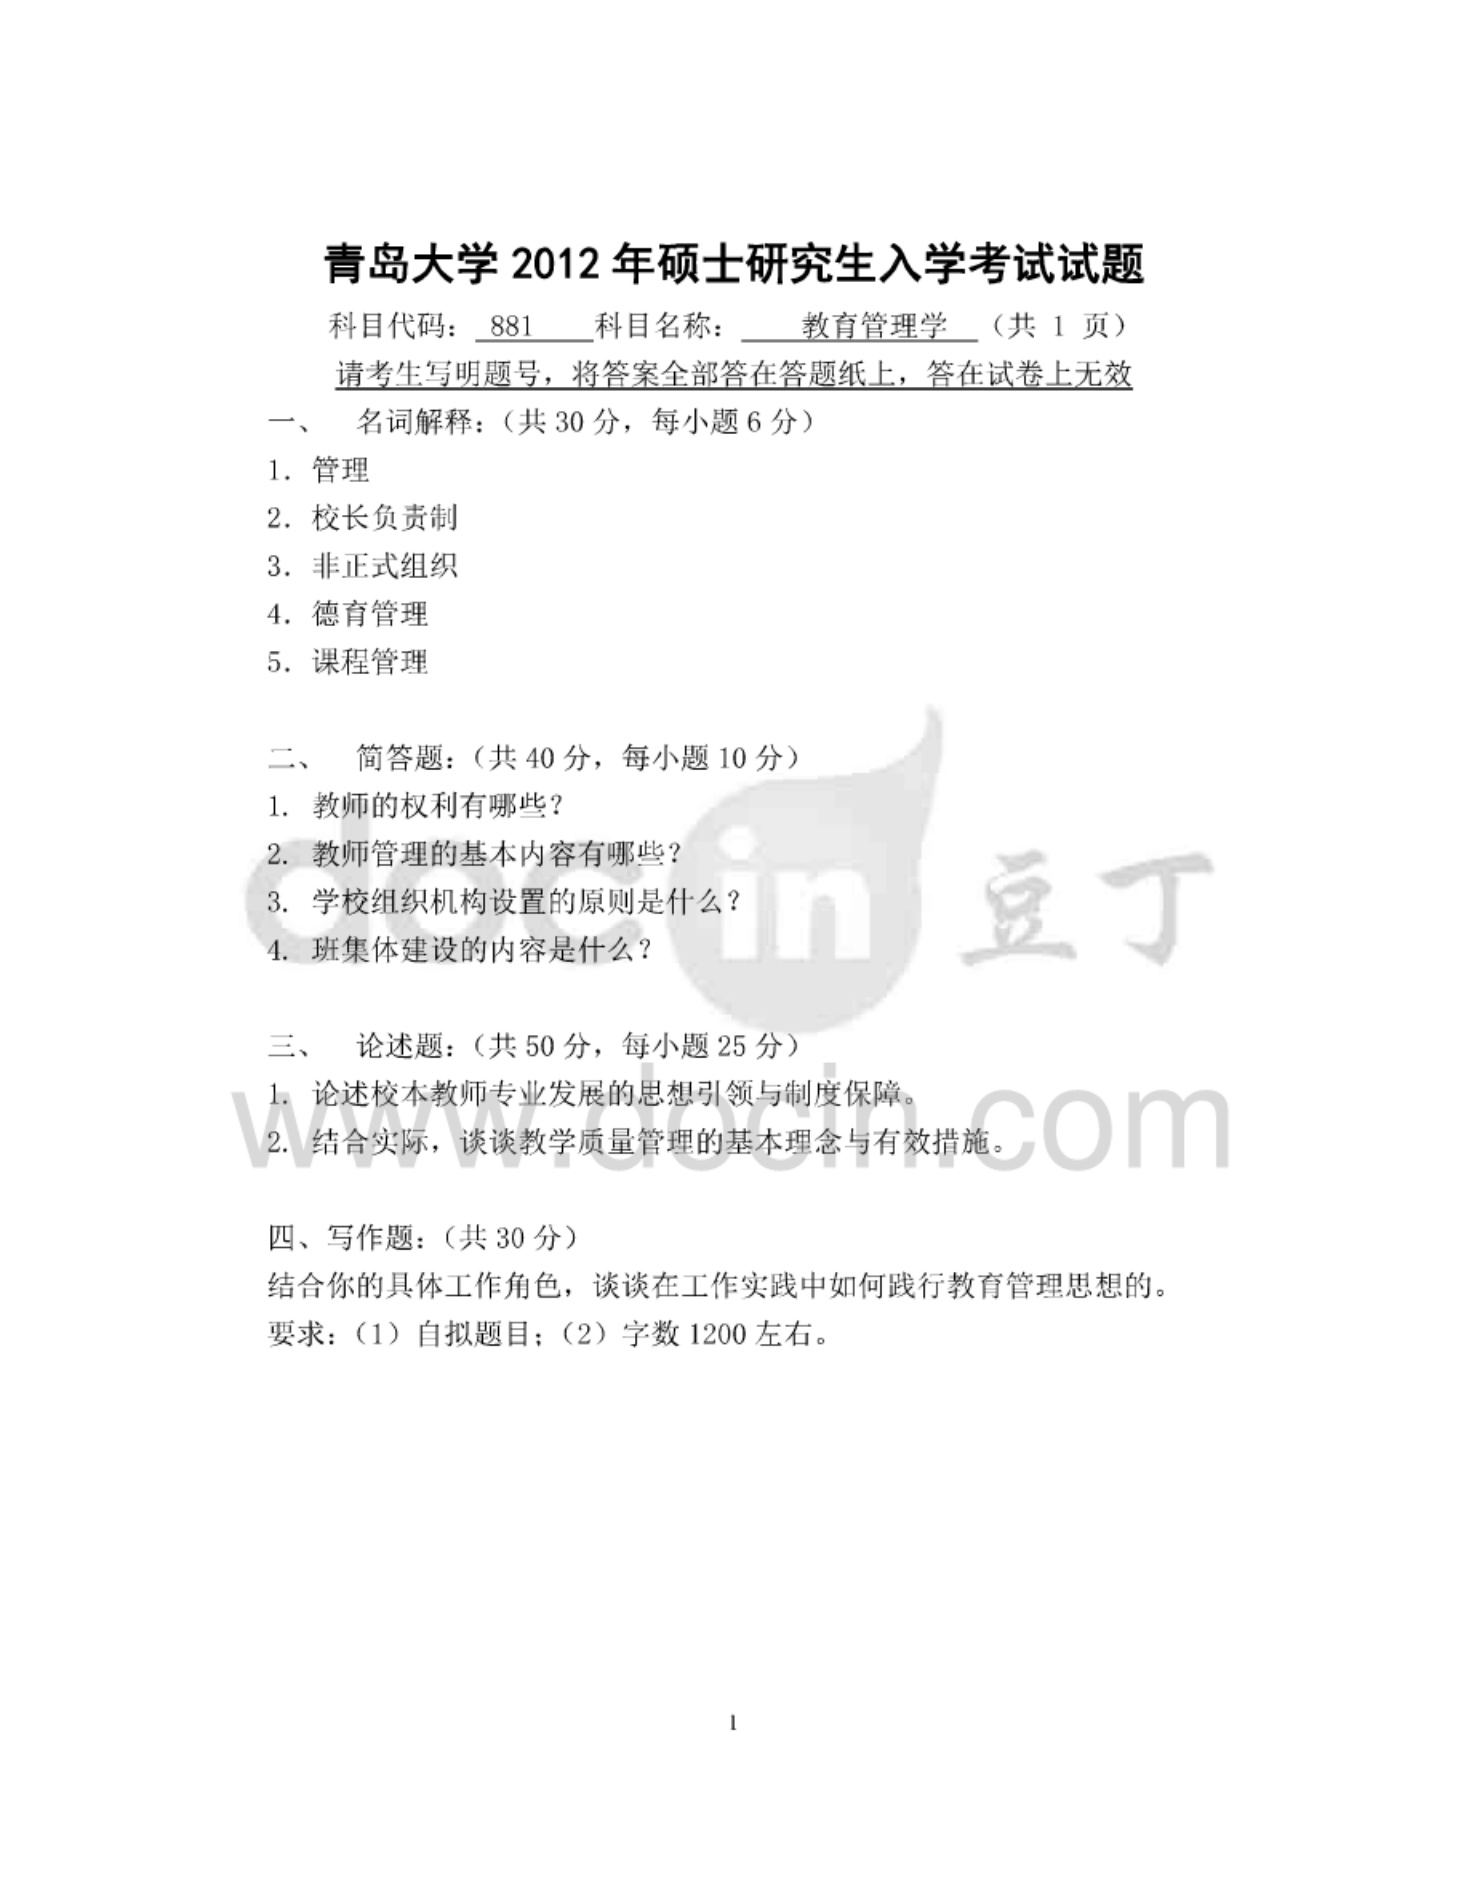 青岛大学 2012 年硕士研究生入学考试试题
科目代码： 881 科目名称： 教育管理学 （共 1 页）
请考生写明题号，将答案全部答在答题纸上，答在试卷上无效
一、 名词解释：（共 30 分，每小题 6 分）
1. 管理
2. 校长负责制
3. 非正式组织
4. 德育管理
5. 课程管理
二、 简答题：（共 40 分，每小题 10 分）
1. 教师的权利有哪些？
2. 教师管理的基本内容有哪些？
3. 学校组织机构设置的原则是什么？
4. 班集体建设的内容是什么？
docin 豆丁
三、 论述题：（共 50 分，每小题 25 分）
1. 论述校本教师专业发展的思想引领与制度保障。
2. 结合实际，谈谈教学质量管理的基本理念与有效措施。
www.docin.com
四、写作题：（共 30 分）
结合你的具体工作角色，谈谈在工作实践中如何践行教育管理思想的。
要求：（1）自拟题目；（2）字数 1200 左右。
1